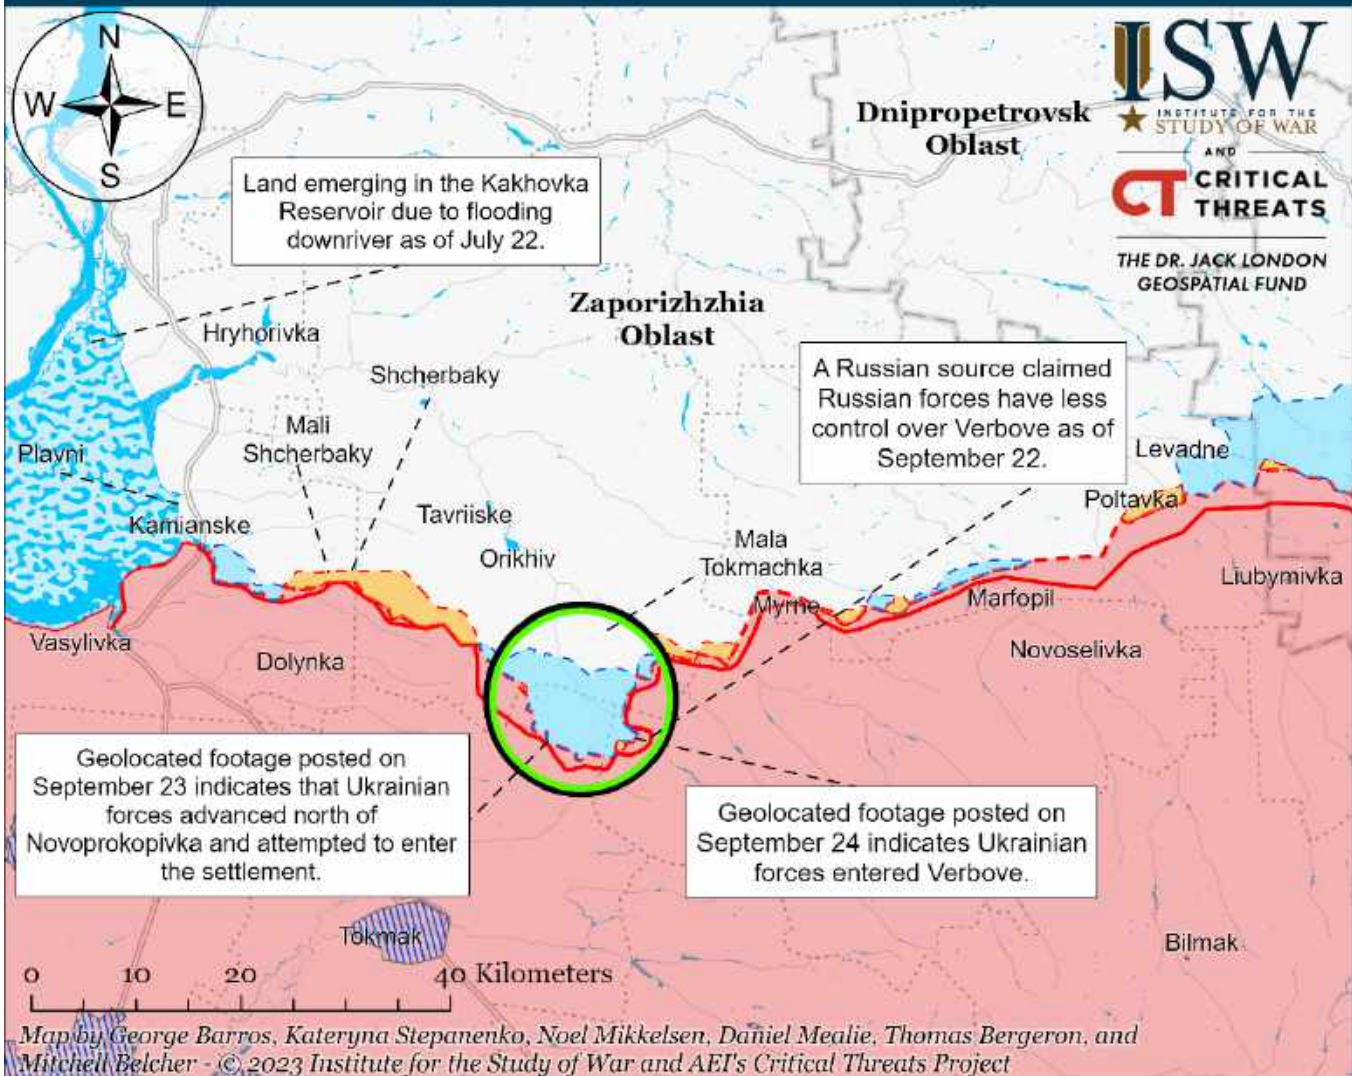 N
W
E
S
ISW
INSTITUTE FOR THE
STUDY OF WAR
AND
CT CRITICAL
THREATS
THE DR. JACK LONDON
GEOSPATIAL FUND
Dnipropetrovsk
Oblast
Land emerging in the Kakhovka
Reservoir due to flooding
downriver as of July 22.
Zaporizhzhia
Oblast
Hryhorivka
Shcherbaky
A Russian source claimed
Russian forces have less
control over Verbove as of
September 22.
Mali
Shcherbaky
Plavni
Levadne
Poltavka
Kamianske
Tavriiske
Orikhiv
Mala
Tokmachka
Liubymivka
Myrne
Marfopil
Vasylivka
Dolynka
Novoselivka
Geolocated footage posted on
September 23 indicates that Ukrainian
forces advanced north of
Novoprokopivka and attempted to enter
the settlement.
Geolocated footage posted on
September 24 indicates Ukrainian
forces entered Verbove.
Tokmak
Bilmak
0 10 20 40 Kilometers
Map by George Barros, Kateryna Stepanenko, Noel Mikkelsen, Daniel Mealie, Thomas Bergeron, and
Mitchell Belcher - © 2023 Institute for the Study of War and AEI's Critical Threats Project